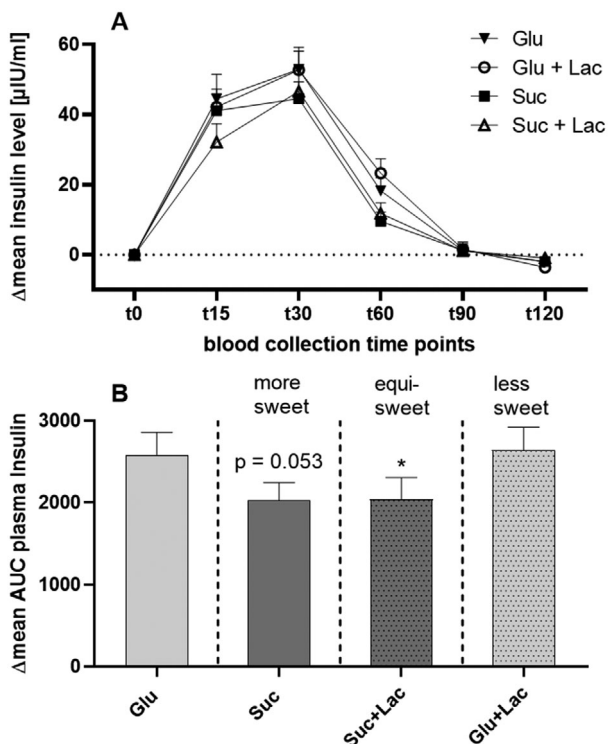 A
Δmean insulin level [µIU/ml]
60
40
20
0
Glu
Glu + Lac
Suc
Suc + Lac
t0 t15 t30 t60 t90 t120
blood collection time points
B
Δmean AUC plasma Insulin
more
sweet
equi-
sweet
less
sweet
3000
2000
1000
0
p = 0.053
*
Glu
Suc
Suc+Lac
Glu+Lac